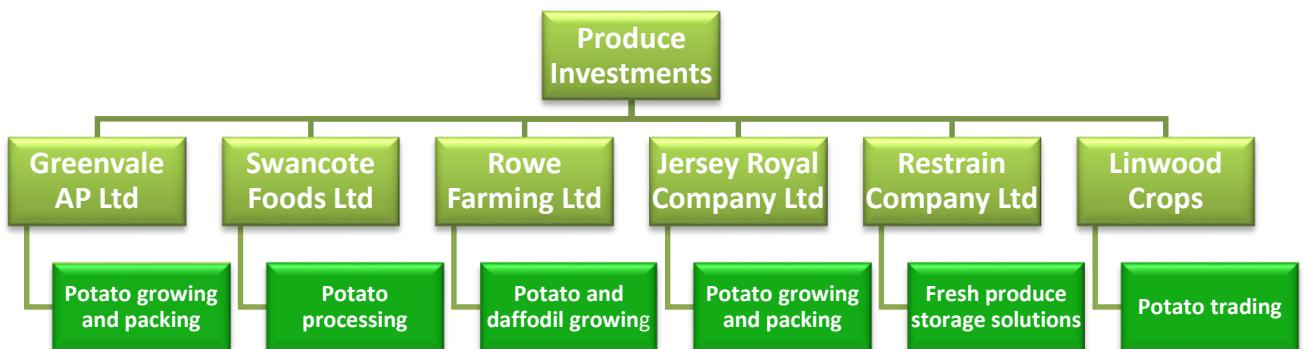 Produce
Investments
Greenvale
AP Ltd
Swancote
Foods Ltd
Rowe
Farming Ltd
Jersey Royal
Company Ltd
Restrain
Company Ltd
Linwood
Crops
Potato growing
and packing
Potato
processing
Potato and
daffodil growing
Potato growing
and packing
Fresh produce
storage solutions
Potato trading